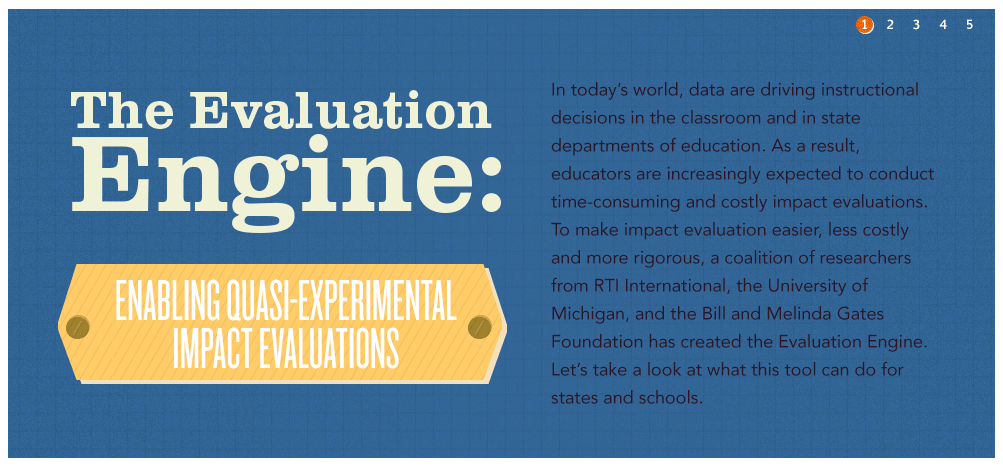 1 2 3 4 5
The Evaluation
Engine:
ENABLING QUASI-EXPERIMENTAL
IMPACT EVALUATIONS
In today’s world, data are driving instructional
decisions in the classroom and in state
departments of education. As a result,
educators are increasingly expected to conduct
time-consuming and costly impact evaluations.
To make impact evaluation easier, less costly
and more rigorous, a coalition of researchers
from RTI International, the University of
Michigan, and the Bill and Melinda Gates
Foundation has created the Evaluation Engine.
Let’s take a look at what this tool can do for
states and schools.